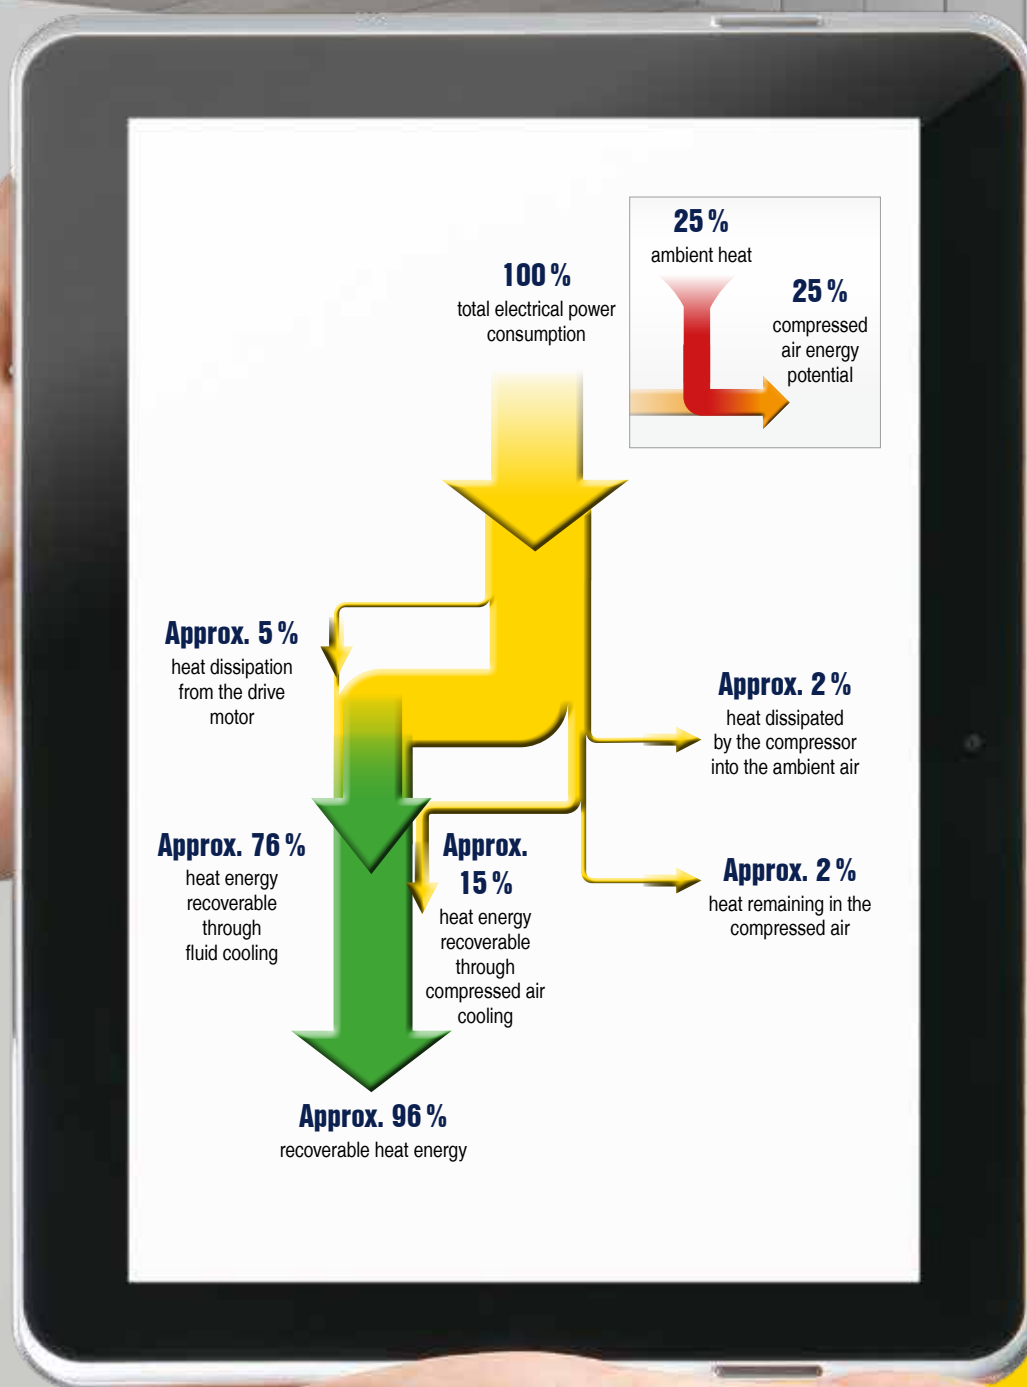 25 %
ambient heat
100 %
total electrical power
consumption
25 %
compressed
air energy
potential
Approx. 5 %
heat dissipation
from the drive
motor
Approx. 2 %
heat dissipated
by the compressor
into the ambient air
Approx. 76 %
heat energy
recoverable
through
fluid cooling
Approx.
15 %
heat energy
recoverable
through
compressed air
cooling
Approx. 2 %
heat remaining in the
compressed air
Approx. 96 %
recoverable heat energy